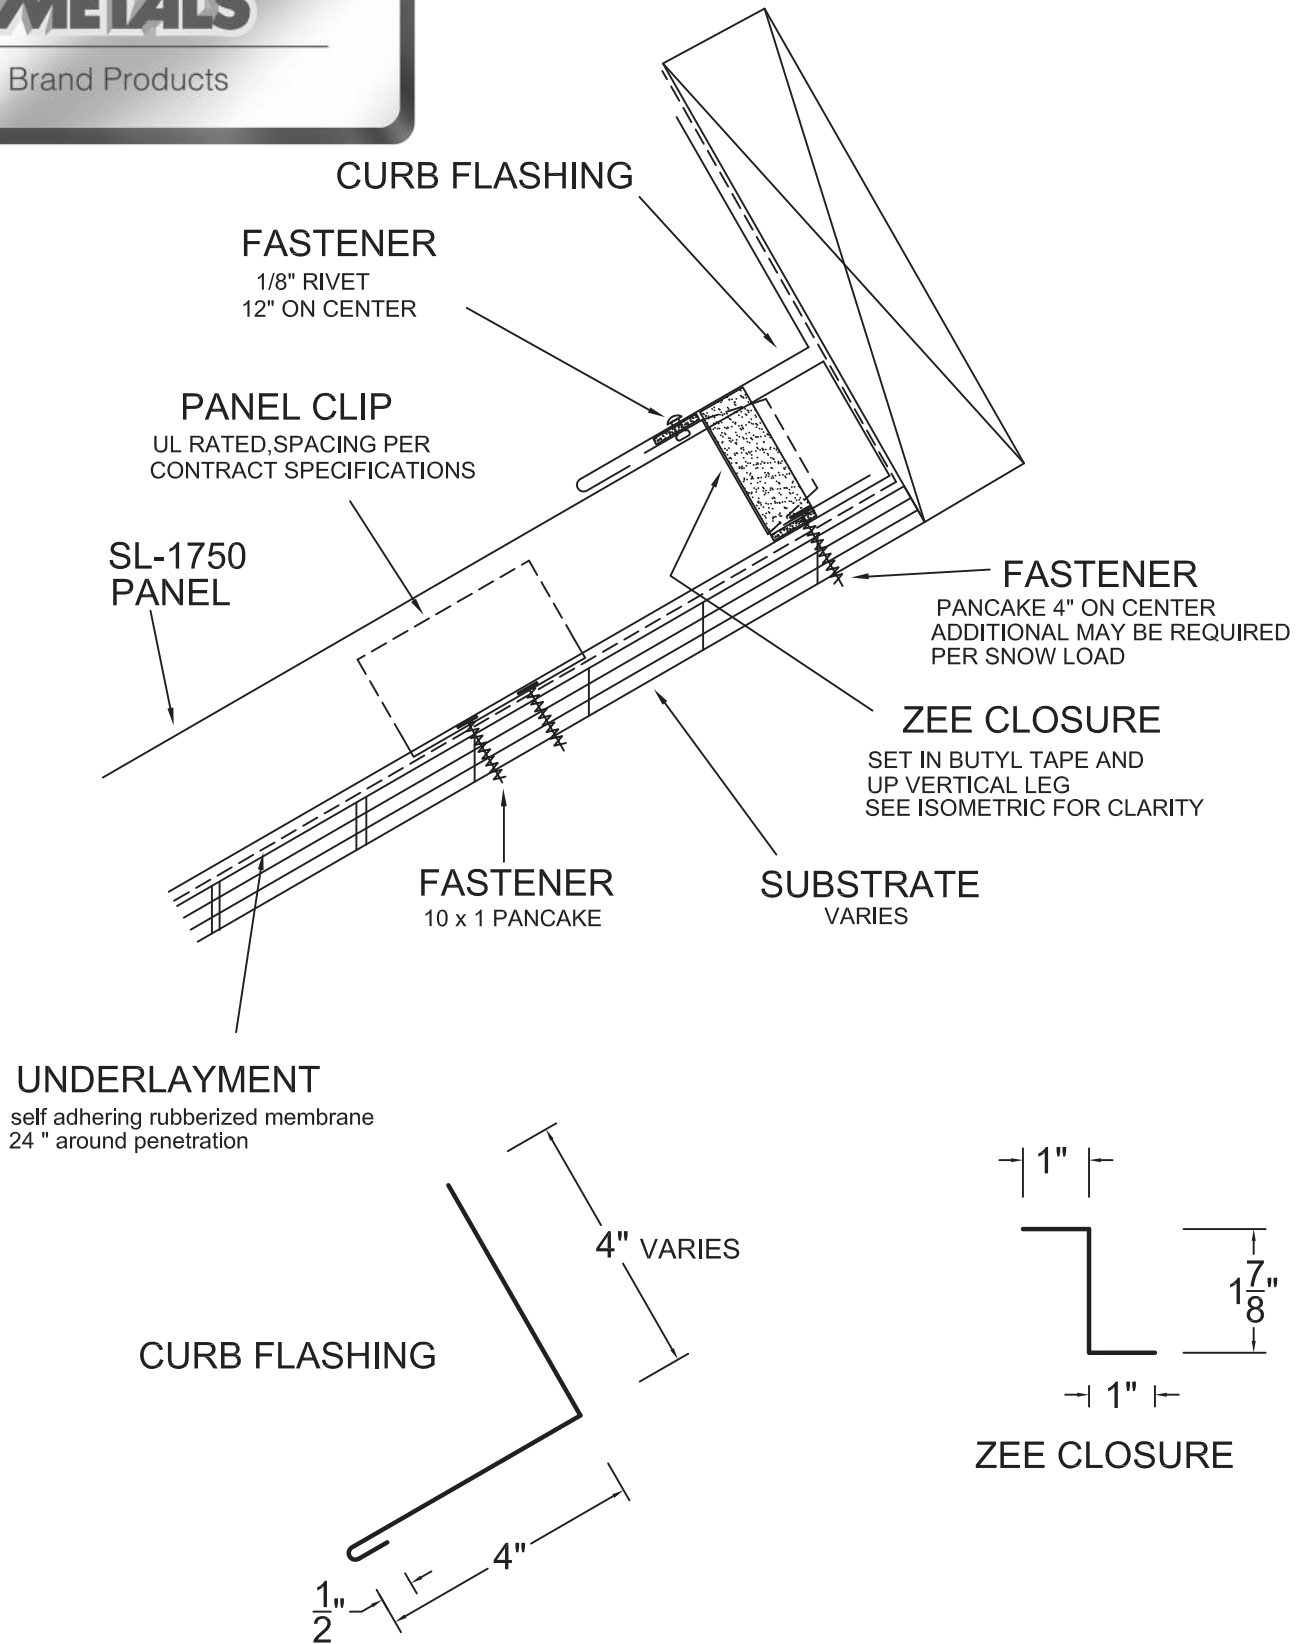 METALS
Brand Products
CURB FLASHING
FASTENER
1/8" RIVET
12" ON CENTER
PANEL CLIP
UL RATED,SPACING PER
CONTRACT SPECIFICATIONS
SL-1750
PANEL
FASTENER
PANCAKE 4" ON CENTER
ADDITIONAL MAY BE REQUIRED
PER SNOW LOAD
ZEE CLOSURE
SET IN BUTYL TAPE AND
UP VERTICAL LEG
SEE ISOMETRIC FOR CLARITY
FASTENER
10 x 1 PANCAKE
SUBSTRATE
VARIES
UNDERLAYMENT
self adhering rubberized membrane
24 " around penetration
4" VARIES
CURB FLASHING
4"
1/2"
1"
1 7/8"
1"
ZEE CLOSURE